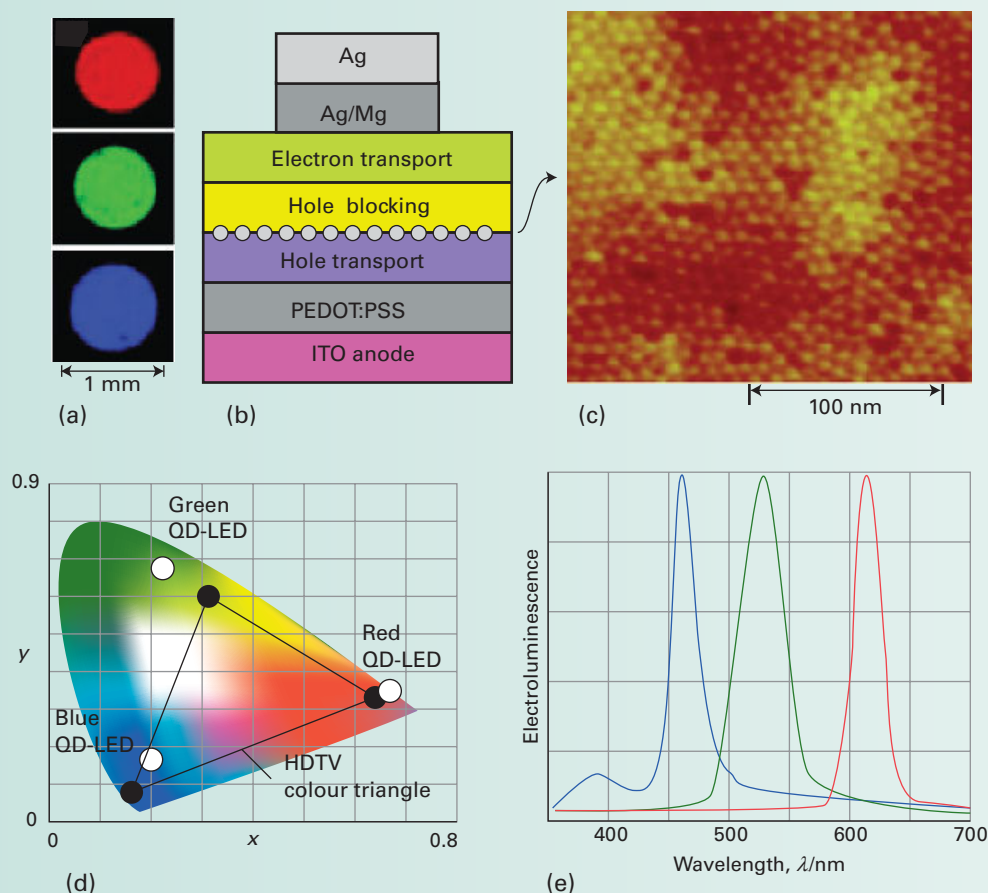 Ag
Ag/Mg
Electron transport
Hole blocking
Hole transport
PEDOT:PSS
ITO anode
1 mm
100 nm
(a)
(b)
(c)
0.9
Green
QD-LED
Red
QD-LED
y
Blue
QD-LED
HDTV
colour triangle
0
0
x
0.8
(d)
Electroluminescence
400
500
600
700
Wavelength, λ/nm
(e)